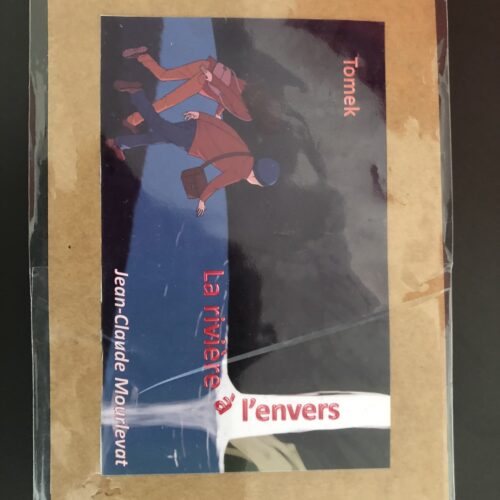 Tomek
La rivière
à
l'envers
Jean-Claude Mourlevat